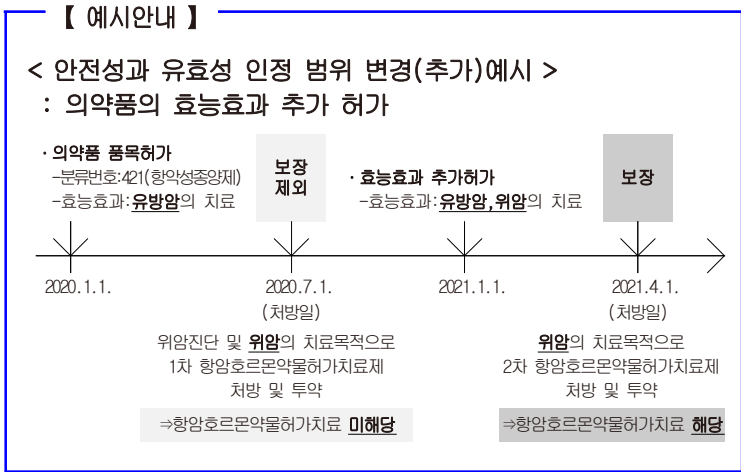 【 예시안내 】
< 안전성과 유효성 인정 범위 변경(추가)예시 >
: 의약품의 효능효과 추가 허가
· 의약품 품목허가
-분류번호:421(항악성종양제)
-효능효과:유방암의 치료
보장
제외
· 효능효과 추가허가
-효능효과:유방암,위암의 치료
보장
2020.1.1.
2020.7.1.
(처방일)
2021.1.1.
2021.4.1.
(처방일)
위암진단 및 위암의 치료목적으로
1차 항암호르몬약물허가치료제
처방 및 투약
⇒항암호르몬약물허가치료 미해당
위암의 치료목적으로
2차 항암호르몬약물허가치료제
처방 및 투약
⇒항암호르몬약물허가치료 해당